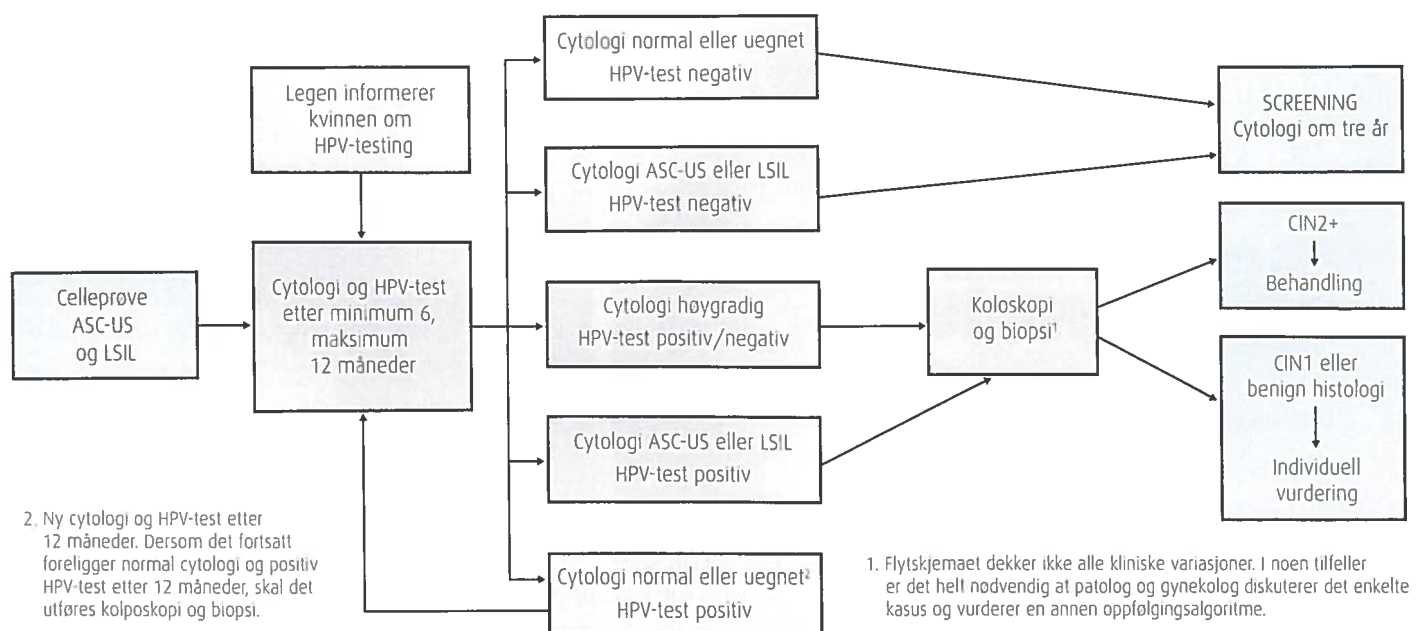 Legen informerer
kvinnen om
HPV-testing
Celleprøve
ASC-US
og LSIL
Cytologi og HPV-test
etter minimum 6,
maksimum
12 måneder
Cytologi normal eller uegnet
HPV-test negativ
Cytologi ASC-US eller LSIL
HPV-test negativ
Cytologi høygradig
HPV-test positiv/negativ
Cytologi ASC-US eller LSIL
HPV-test positiv
Cytologi normal eller uegnet²
HPV-test positiv
Koloskopi
og biopsi¹
SCREENING
Cytologi om tre år
CIN2+
Behandling
CIN1 eller
benign histologi
Individuell
vurdering
2. Ny cytologi og HPV-test etter
12 måneder. Dersom det fortsatt
foreligger normal cytologi og positiv
HPV-test etter 12 måneder, skal det
utføres kolposkopi og biopsi.
1. Flytskjemaet dekker ikke alle kliniske variasjoner. I noen tilfeller
er det helt nødvendig at patolog og gynekolog diskuterer det enkelte
kasus og vurderer en annen oppfølgingsalgoritme.